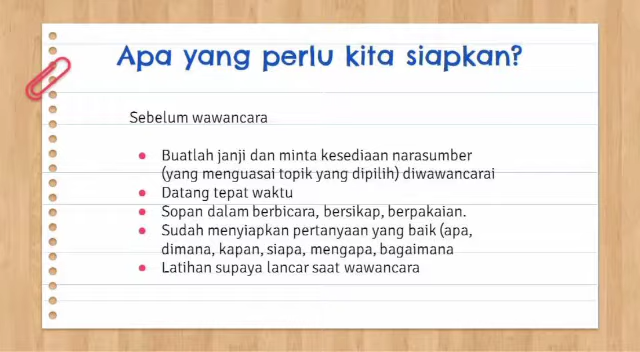 Apa yang perlu kita siapkan?
Sebelum wawancara
● Buatlah janji dan minta kesediaan narasumber
(yang menguasai topik yang dipilih) diwawancarai
● Datang tepat waktu
● Sopan dalam berbicara, bersikap, berpakaian.
● Sudah menyiapkan pertanyaan yang baik (apa,
dimana, kapan, siapa, mengapa, bagaimana
● Latihan supaya lancar saat wawancara